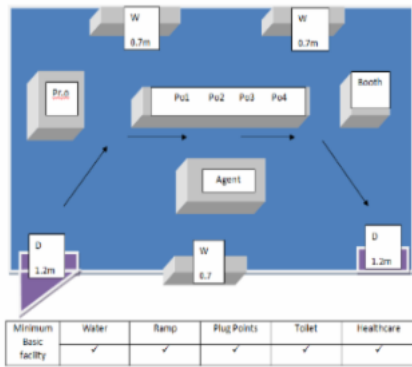 W
0.7m
W
0.7m
Pr.o
Po1 Po2 Po3 Po4
Booth
Agent
D
1.2m
W
0.7
D
1.2m
Minimum Basic facilty Water Ramp Plug Points Toilet Healthcare
✓ ✓ ✓ ✓ ✓